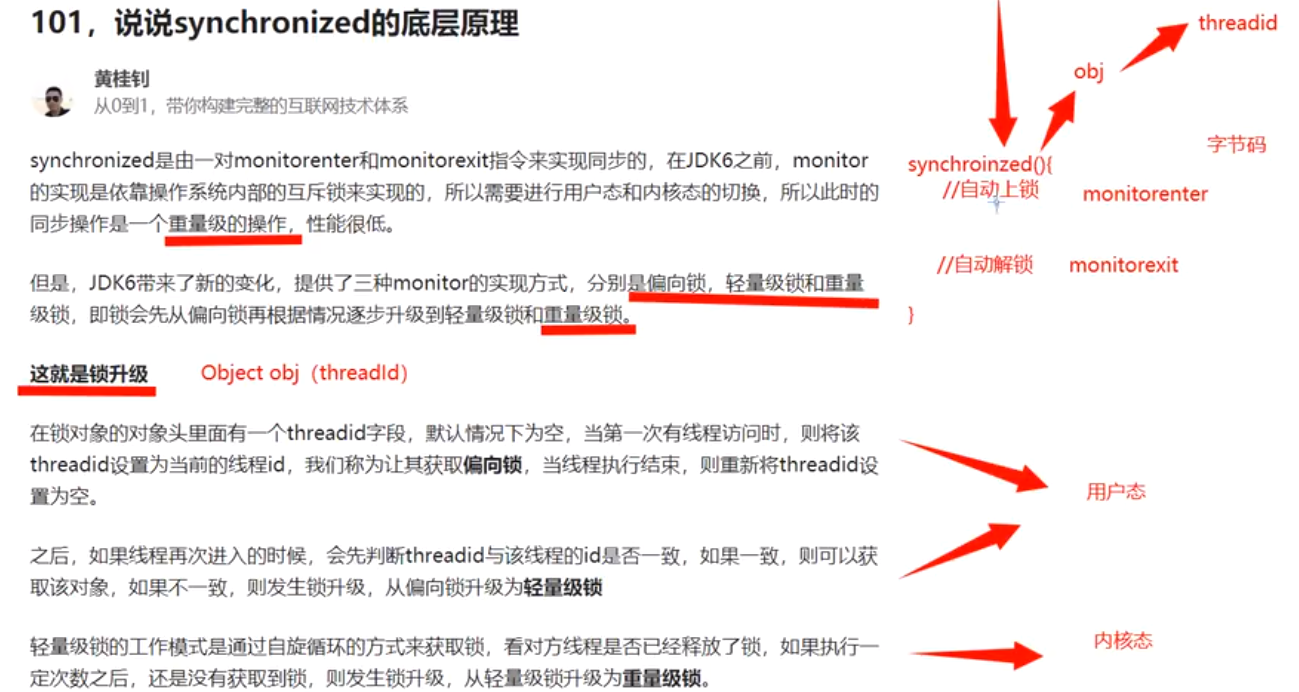 101，说说synchronized的底层原理
黄桂钊
从0到1，带你构建完整的互联网技术体系
synchronized是由一对monitorenter和monitorexit指令来实现同步的，在JDK6之前，monitor
的实现是依靠操作系统内部的互斥锁来实现的，所以需要进行用户态和内核态的切换，所以此时的
同步操作是一个重量级的操作，性能很低。
但是，JDK6带来了新的变化，提供了三种monitor的实现方式，分别是偏向锁，轻量级锁和重量
级锁，即锁会先从偏向锁再根据情况逐步升级到轻量级锁和重量级锁。
这就是锁升级
Object obj（threadId）
在锁对象的对象头里面有一个threadid字段，默认情况下为空，当第一次有线程访问时，则将该
threadid设置为当前的线程id，我们称为让其获取偏向锁，当线程执行结束，则重新将threadid设
置为空。
之后，如果线程再次进入的时候，会先判断threadid与该线程的id是否一致，如果一致，则可以获
取该对象，如果不一致，则发生锁升级，从偏向锁升级为轻量级锁
轻量级锁的工作模式是通过自旋循环的方式来获取锁，看对方线程是否已经释放了锁，如果执行一
定次数之后，还是没有获取到锁，则发生锁升级，从轻量级锁升级为重量级锁。
threadid
obj
字节码
synchroinzed(){
//自动上锁
monitorenter
//自动解锁
monitorexit
}
用户态
内核态